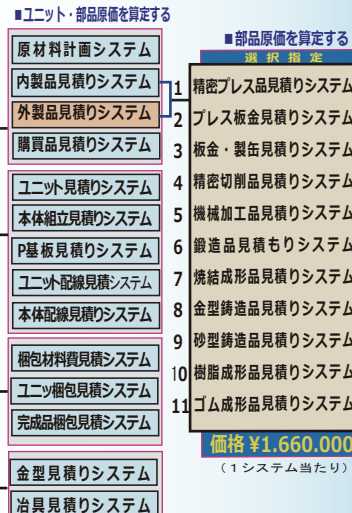 ■ユニット・部品原価を算定する
原材料計画システム
内製品見積りシステム
外製品見積りシステム
購買品見積りシステム
ユニット見積りシステム
本体組立見積りシステム
P基板見積りシステム
ユニット配線見積システム
本体配線見積りシステム
梱包材料費見積システム
ユニッ梱包見積システム
完成品梱包見積システム
金型見積りシステム
冶具見積りシステム
■部品原価を算定する
選択指定
1 精密プレス品見積りシステム
2 プレス板金見積りシステム
3 板金・製缶見積りシステム
4 精密切削品見積りシステム
5 機械加工品見積りシステム
6 鍛造品見積もりシステム
7 焼結成形品見積りシステム
8 金型鋳造品見積りシステム
9 砂型鋳造品見積りシステム
10 樹脂成形品見積りシステム
11 ゴム成形品見積りシステム
価格 ¥1.660.000
（１システム当たり）